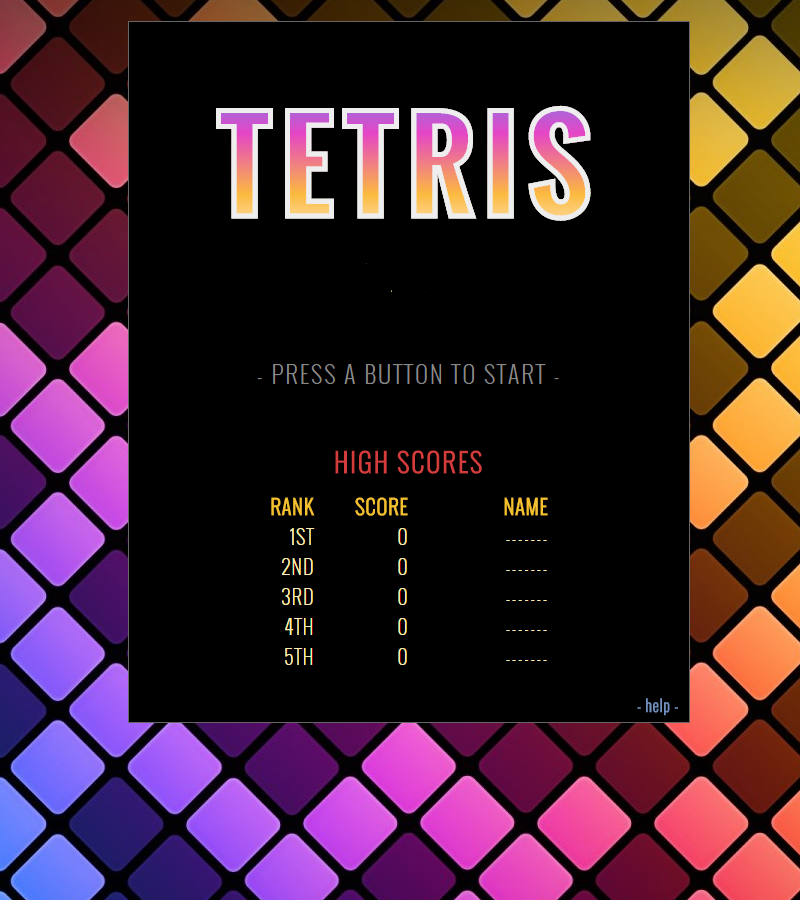 TETRIS
- PRESS A BUTTON TO START -
HIGH SCORES
RANK SCORE NAME
1ST 0 -------
2ND 0 -------
3RD 0 -------
4TH 0 -------
5TH 0 -------
- help -